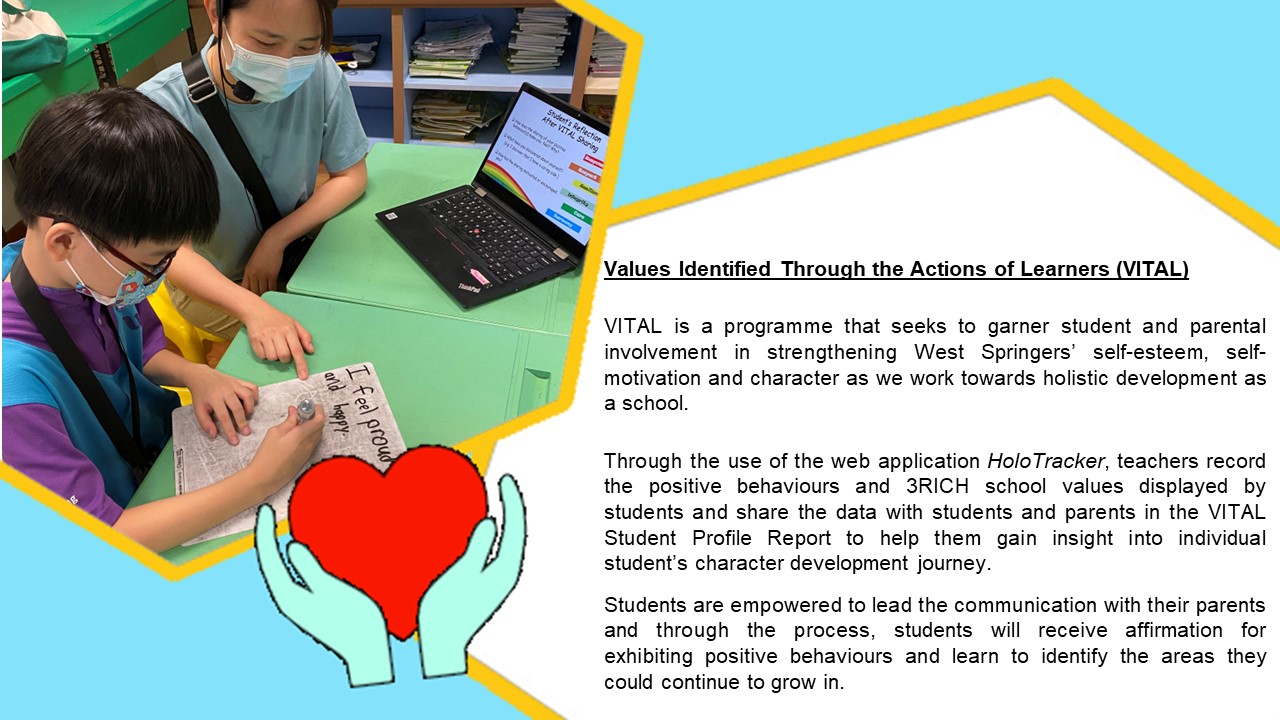 Values Identified Through the Actions of Learners (VITAL)
VITAL is a programme that seeks to garner student and parental
involvement in strengthening West Springers’ self-esteem, self-
motivation and character as we work towards holistic development as
a school.
Through the use of the web application HoloTracker, teachers record
the positive behaviours and 3RICH school values displayed by
students and share the data with students and parents in the VITAL
Student Profile Report to help them gain insight into individual
student’s character development journey.
Students are empowered to lead the communication with their parents
and through the process, students will receive affirmation for
exhibiting positive behaviours and learn to identify the areas they
could continue to grow in.
Student's Reflection
After VITAL Sharing
Integrity
Care
ThinkPad
I feel proud
and happy.